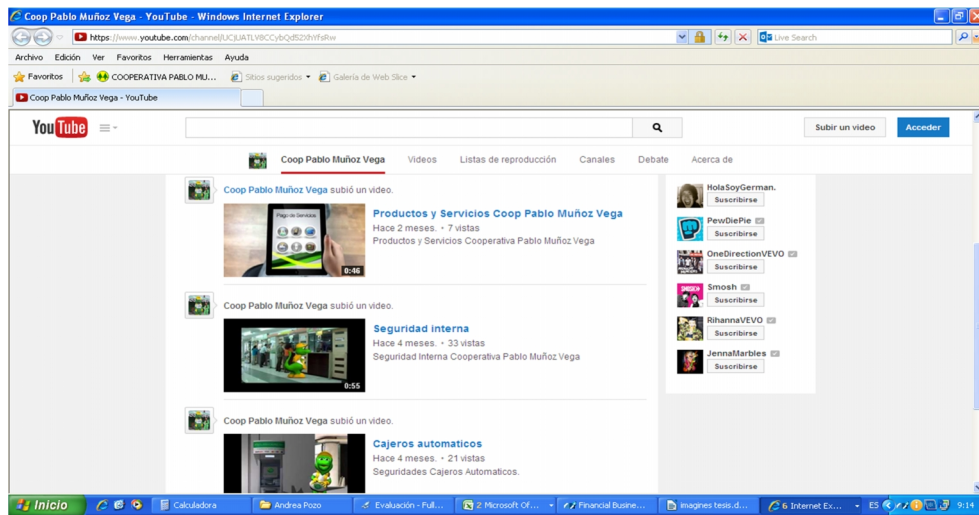 Coop Pablo Muñoz Vega - YouTube - Windows Internet Explorer
https://www.youtube.com/channel/
Live Search
Archivo Edición Ver Favoritos Herramientas Ayuda
Favoritos COOPERATIVA PABLO MU... Sitios sugeridos Galería de Web Slice
Coop Pablo Muñoz Vega - YouTube
YouTube Subir un video Acceder
Coop Pablo Muñoz Vega Videos Listas de reproducción Canales Debate Acerca de
Coop Pablo Muñoz Vega subió un video.
Pago de Servicios
0:46
Productos y Servicios Coop Pablo Muñoz Vega
Hace 2 meses. • 7 vistas
Productos y Servicios Cooperativa Pablo Muñoz Vega
Coop Pablo Muñoz Vega subió un video.
0:55
Seguridad interna
Hace 4 meses. • 33 vistas
Seguridad Interna Cooperativa Pablo Muñoz Vega
Coop Pablo Muñoz Vega subió un video.
Cajeros automaticos
Hace 4 meses. • 21 vistas
Seguridades Cajeros Automaticos.
HolaSoyGerman.
Suscribirse
PewDiePie
Suscribirse
OneDirectionVEVO
Suscribirse
Smosh
Suscribirse
RihannaVEVO
Suscribirse
JennaMarbles
Suscribirse
Inicio Calculadora Andrea Pozo Evaluación - Full... 2 Microsoft Of... Financial Busine... imagines tesis.d... 6 Internet Ex... ES 9:14